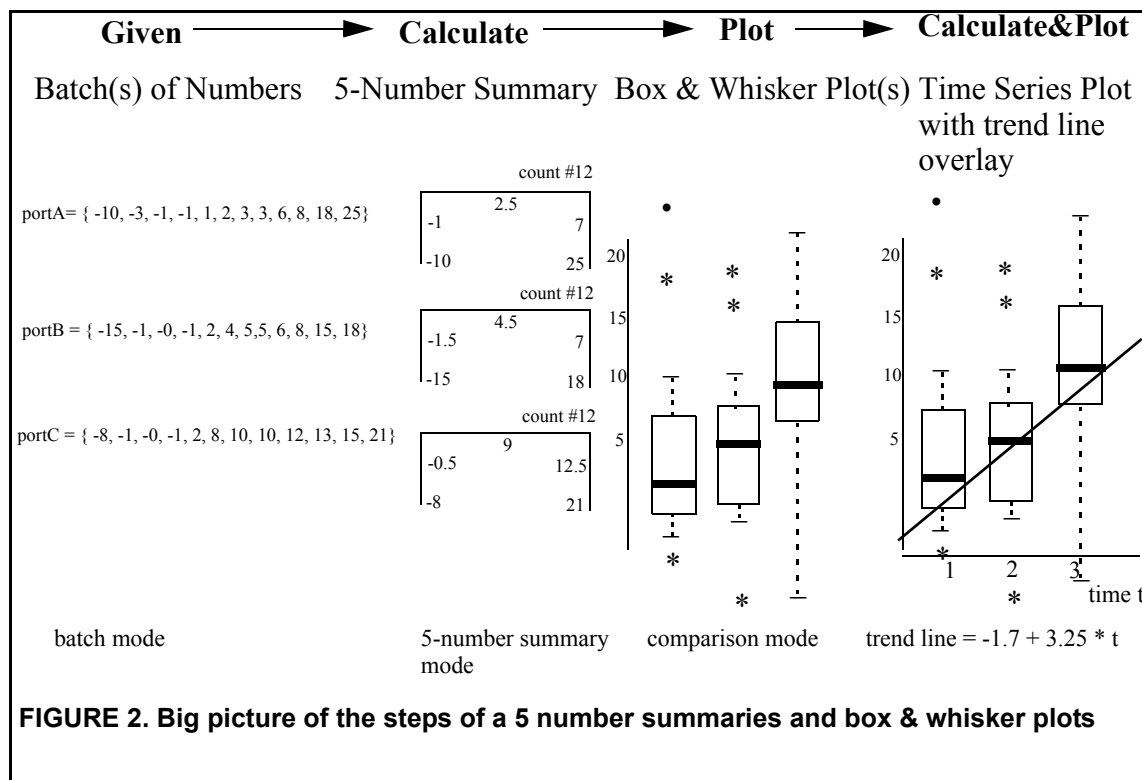 Given Calculate Plot Calculate&Plot
Batch(s) of Numbers 5-Number Summary Box & Whisker Plot(s) Time Series Plot
with trend line
overlay
count #12
portA= { -10, -3, -1, -1, 1, 2, 3, 3, 6, 8, 18, 25}
2.5
-1 7
-10 25
count #12
portB = { -15, -1, -0, -1, 2, 4, 5,5, 6, 8, 15, 18}
4.5
-1.5 7
-15 18
count #12
portC = { -8, -1, -0, -1, 2, 8, 10, 10, 12, 13, 15, 21}
9
-0.5 12.5
-8 21
20
15
10
5
20
15
10
5
1 2 3
time t
batch mode 5-number summary comparison mode trend line = -1.7 + 3.25 * t
mode
FIGURE 2. Big picture of the steps of a 5 number summaries and box & whisker plots